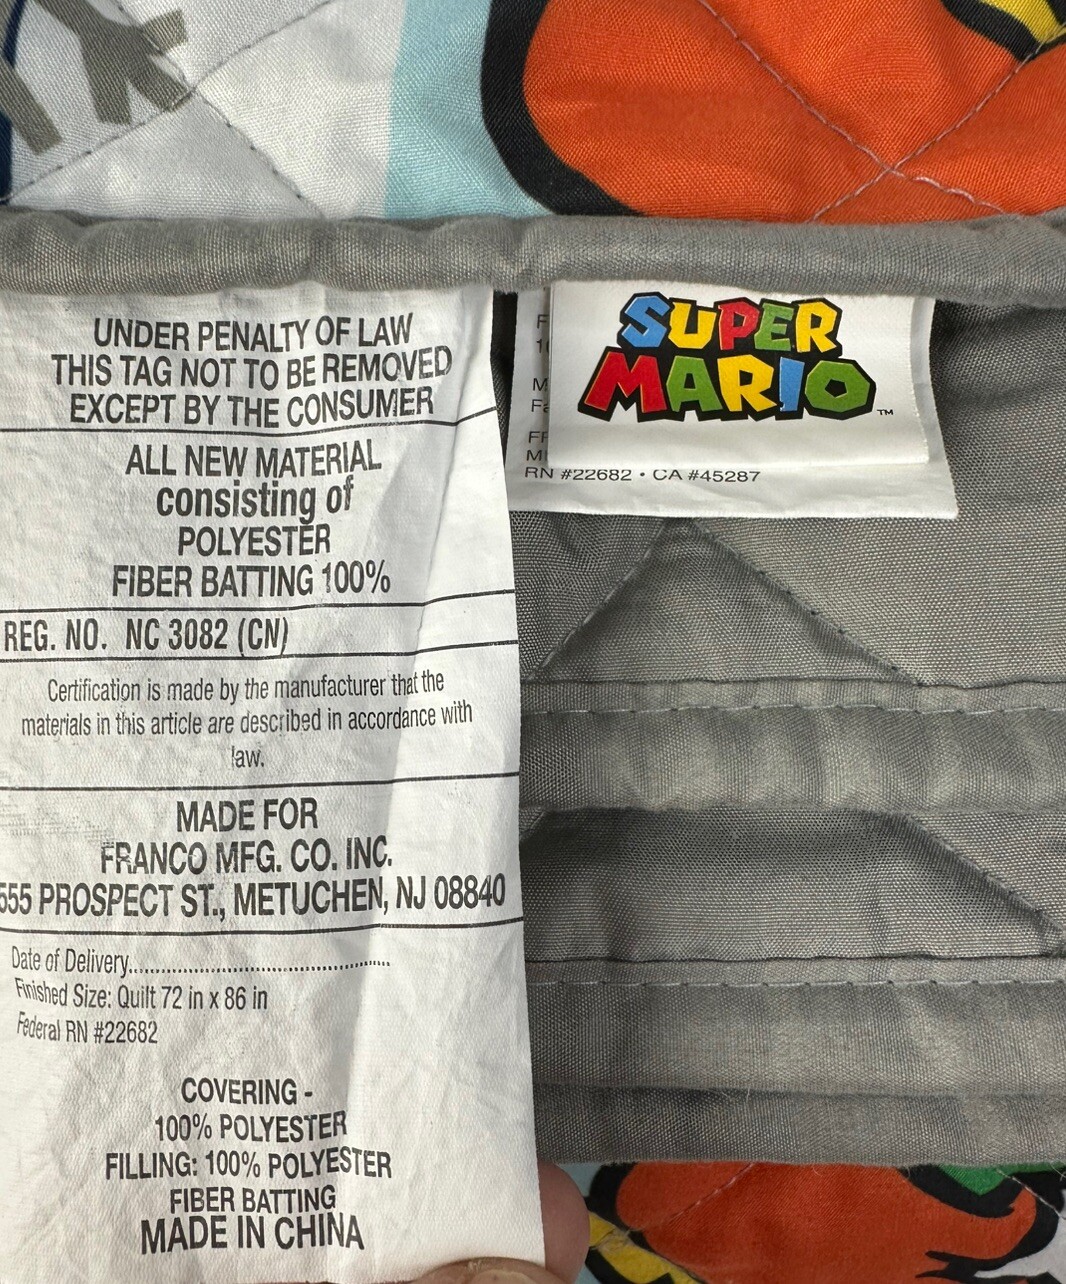 UNDER PENALTY OF LAW
THIS TAG NOT TO BE REMOVED
EXCEPT BY THE CONSUMER
ALL NEW MATERIAL
consisting of
POLYESTER
FIBER BATTING 100%
REG. NO. NC 3082 (CN)
Certification is made by the manufacturer that the
materials in this article are described in accordance with
law.
MADE FOR
FRANCO MFG. CO. INC.
555 PROSPECT ST., METUCHEN, NJ 08840
Date of Delivery..........................................
Finished Size: Quilt 72 in x 86 in
Federal RN #22682
COVERING -
100% POLYESTER
FILLING: 100% POLYESTER
FIBER BATTING
MADE IN CHINA
SUPER
MARIO™
RN #22682 • CA #45287